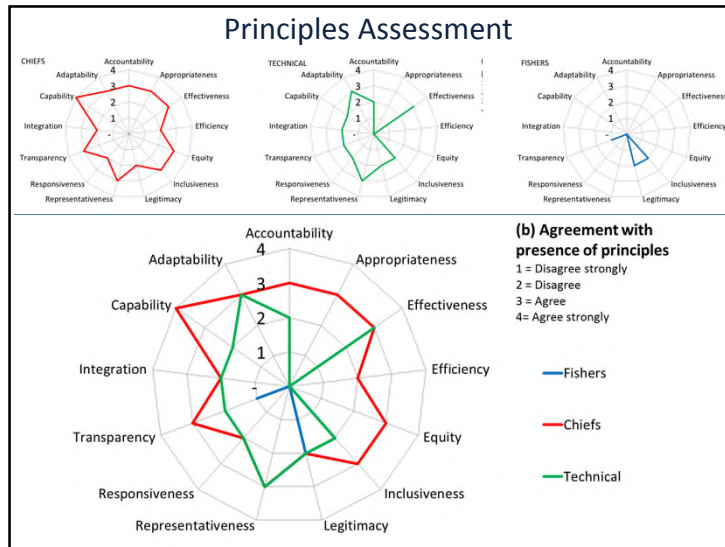 Principles Assessment
CHIEFS
4
3
2
1
-
Accountability
Appropriateness
Effectiveness
Efficiency
Equity
Inclusiveness
Legitimacy
Representativeness
Responsiveness
Transparency
Integration
Capability
Adaptability
TECHNICAL
4
3
2
1
-
Accountability
Appropriateness
Effectiveness
Efficiency
Equity
Inclusiveness
Legitimacy
Representativeness
Responsiveness
Transparency
Integration
Capability
Adaptability
FISHERS
4
3
2
1
-
Accountability
Appropriateness
Effectiveness
Efficiency
Equity
Inclusiveness
Legitimacy
Representativeness
Responsiveness
Transparency
Integration
Capability
Adaptability
4
3
2
1
-
Accountability
Appropriateness
Effectiveness
Efficiency
Equity
Inclusiveness
Legitimacy
Representativeness
Responsiveness
Transparency
Integration
Capability
Adaptability
(b) Agreement with
presence of principles
1 = Disagree strongly
2 = Disagree
3 = Agree
4= Agree strongly
Fishers
Chiefs
Technical